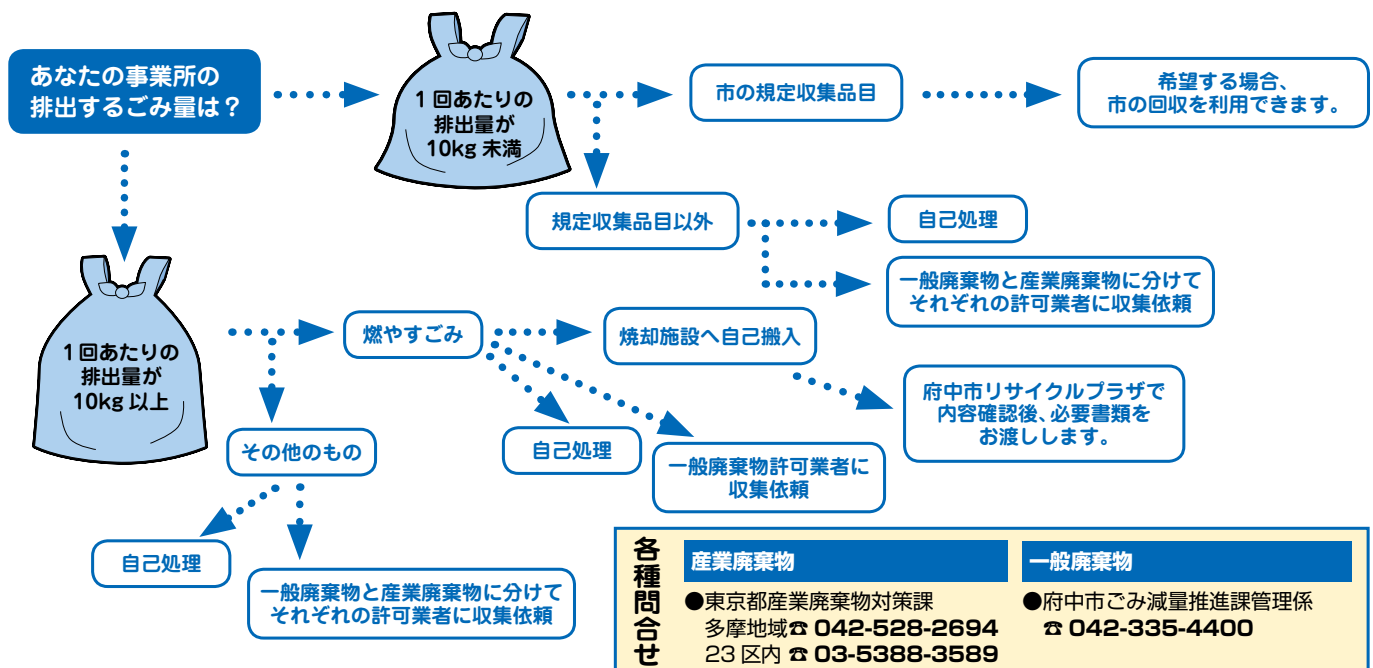 あなたの事業所の
排出するごみ量は?
1回あたりの
排出量が
10kg 未満
市の規定収集品目
希望する場合、
市の回収を利用できます。
規定収集品目以外
自己処理
一般廃棄物と産業廃棄物に分けて
それぞれの許可業者に収集依頼
1回あたりの
排出量が
10kg 以上
燃やすごみ
焼却施設へ自己搬入
府中市リサイクルプラザで
内容確認後、必要書類を
お渡しします。
自己処理
一般廃棄物許可業者に
収集依頼
その他のもの
自己処理
一般廃棄物と産業廃棄物に分けて
それぞれの許可業者に収集依頼
各種問合せ
産業廃棄物
●東京都産業廃棄物対策課
多摩地域☎ 042-528-2694
23区内 ☎ 03-5388-3589
一般廃棄物
●府中市ごみ減量推進課管理係
☎ 042-335-4400